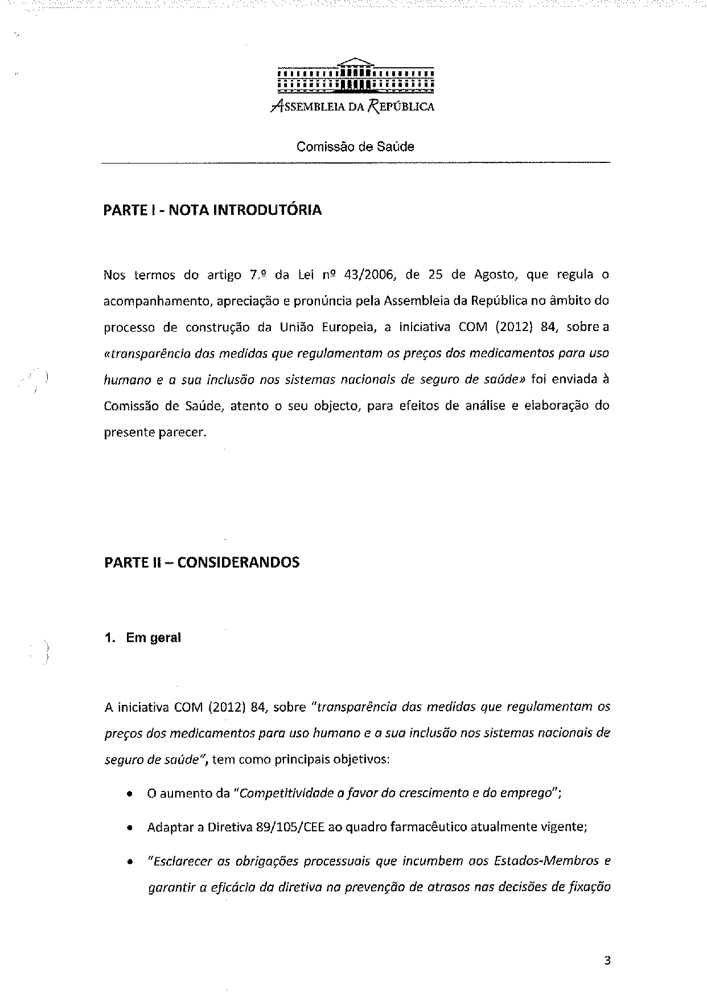 ASSEMBLEIA DA REPÚBLICA
Comissão de Saúde
PARTE I - NOTA INTRODUTÓRIA
Nos termos do artigo 7.º da Lei nº 43/2006, de 25 de Agosto, que regula o
acompanhamento, apreciação e pronúncia pela Assembleia da República no âmbito do
processo de construção da União Europeia, a iniciativa COM (2012) 84, sobre a
«transparência das medidas que regulamentam os preços dos medicamentos para uso
humano e a sua inclusão nos sistemas nacionais de seguro de saúde» foi enviada à
Comissão de Saúde, atento o seu objecto, para efeitos de análise e elaboração do
presente parecer.
PARTE II – CONSIDERANDOS
1. Em geral
A iniciativa COM (2012) 84, sobre "transparência das medidas que regulamentam os
preços dos medicamentos para uso humano e a sua inclusão nos sistemas nacionais de
seguro de saúde", tem como principais objetivos:
• O aumento da "Competitividade a favor do crescimento e do emprego";
• Adaptar a Diretiva 89/105/CEE ao quadro farmacêutico atualmente vigente;
• "Esclarecer as obrigações processuais que incumbem aos Estados-Membros e
garantir a eficácia da diretiva na prevenção de atrasos nas decisões de fixação
3